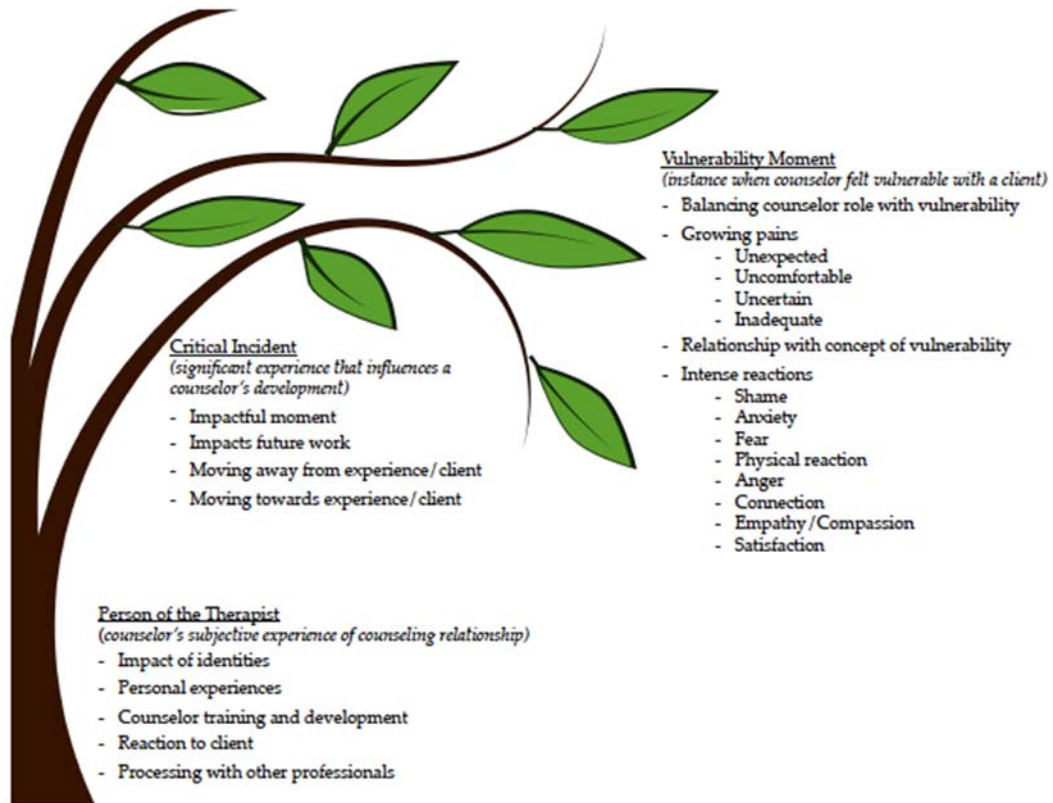 Vulnerability Moment
(instance when counselor felt vulnerable with a client)
- Balancing counselor role with vulnerability
- Growing pains
- Unexpected
- Uncomfortable
- Uncertain
- Inadequate
- Relationship with concept of vulnerability
- Intense reactions
- Shame
- Anxiety
- Fear
- Physical reaction
- Anger
- Connection
- Empathy/Compassion
- Satisfaction
Critical Incident
(significant experience that influences a
counselor's development)
- Impactful moment
- Impacts future work
- Moving away from experience/client
- Moving towards experience/client
Person of the Therapist
(counselor's subjective experience of counseling relationship)
- Impact of identities
- Personal experiences
- Counselor training and development
- Reaction to client
- Processing with other professionals